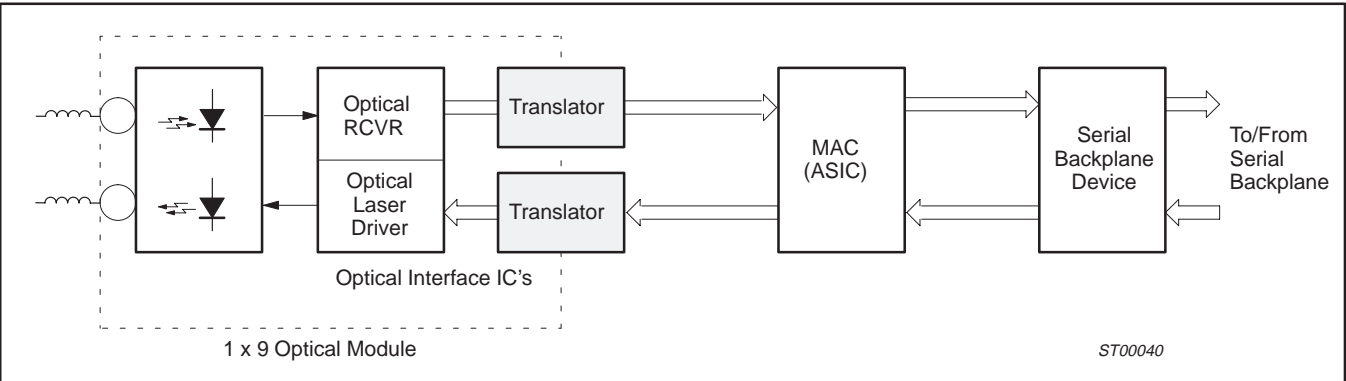 Optical
RCVR
Translator
MAC
(ASIC)
Serial
Backplane
Device
To/From
Serial
Backplane
Optical
Laser
Driver
Translator
Optical Interface IC's
1 x 9 Optical Module
ST00040